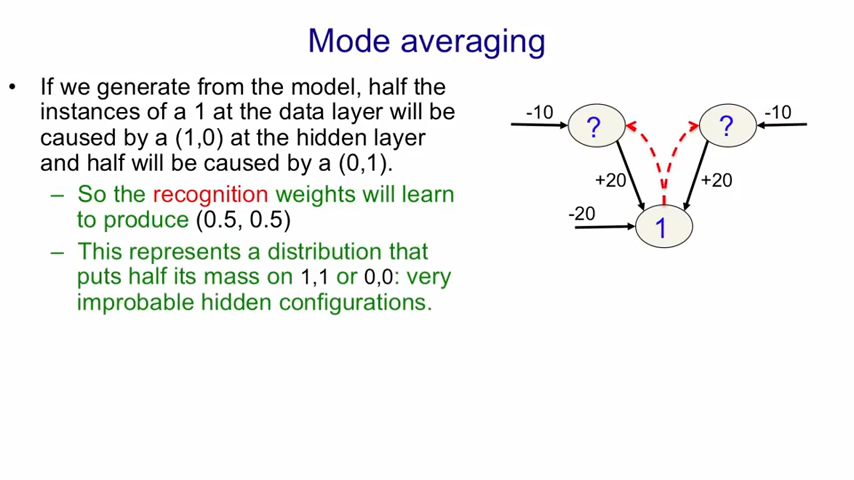 Mode averaging
• If we generate from the model, half the
instances of a 1 at the data layer will be
caused by a (1,0) at the hidden layer
and half will be caused by a (0,1).
– So the recognition weights will learn
to produce (0.5, 0.5)
– This represents a distribution that
puts half its mass on 1,1 or 0,0: very
improbable hidden configurations.
-10 ? ? -10
+20 +20
-20 1